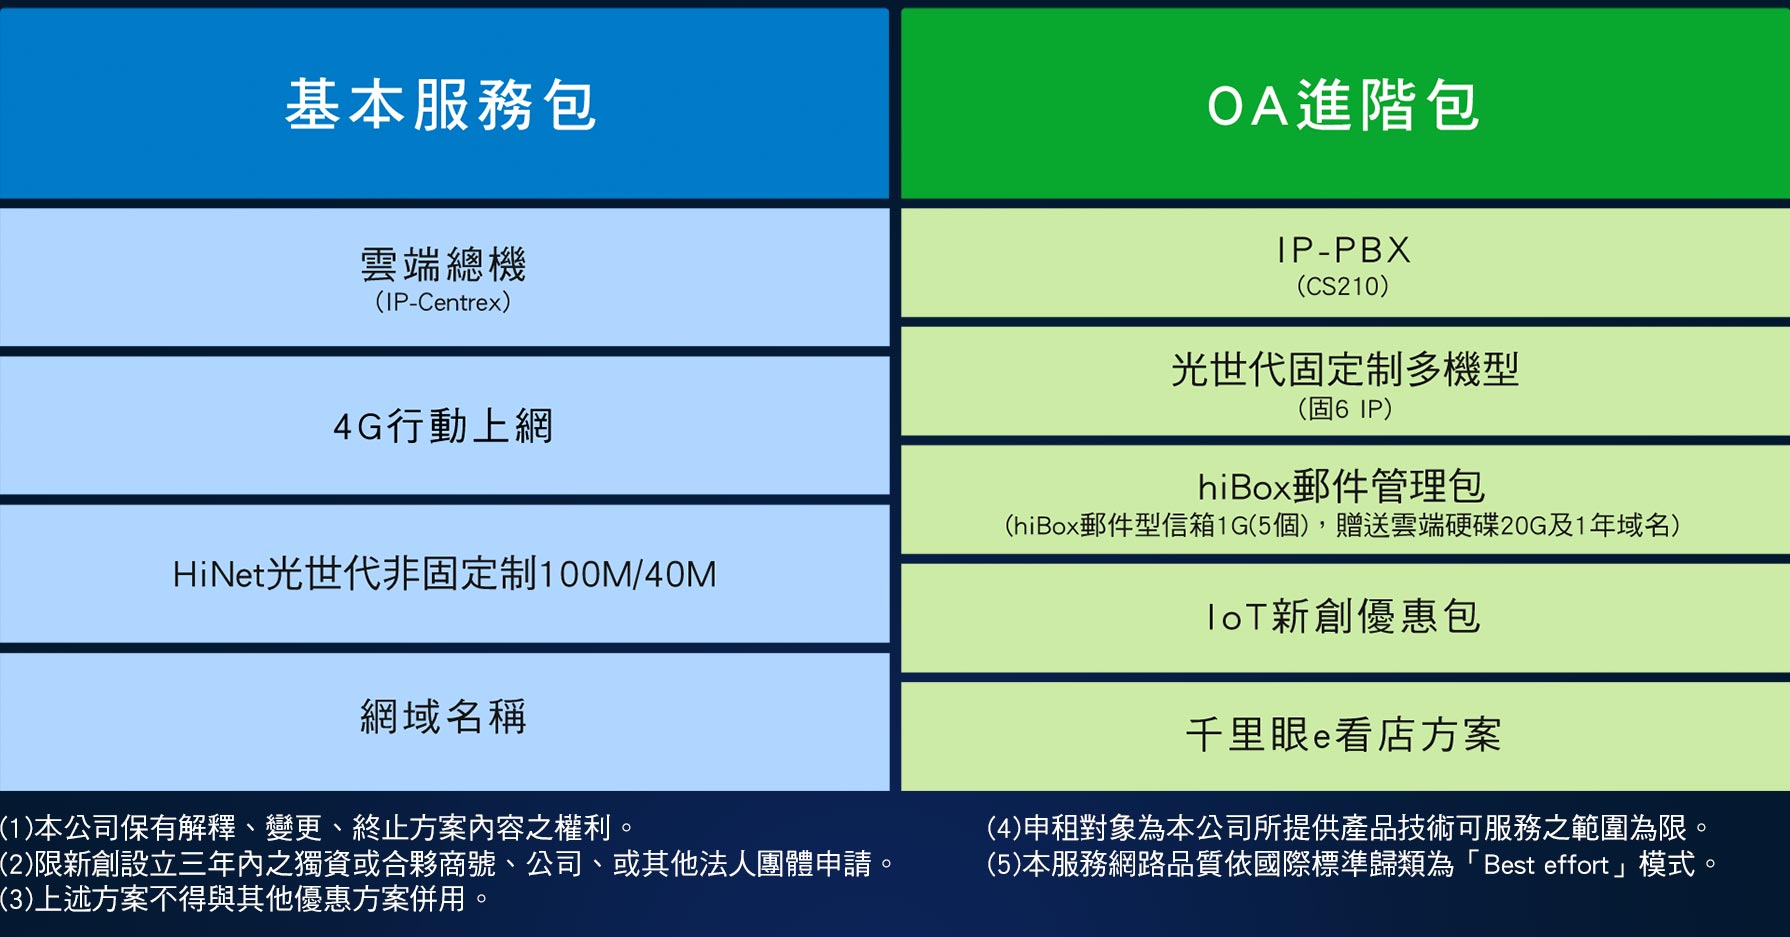 基本服務包
雲端總機
(IP-Centrex)
4G行動上網
HiNet光世代非固定制100M/40M
網域名稱
OA進階包
IP-PBX
(CS210)
光世代固定制多機型
(固6 IP)
hiBox郵件管理包
(hiBox郵件型信箱1G(5個)，贈送雲端硬碟20G及1年域名)
IoT新創優惠包
千里眼e看店方案
(1)本公司保有解釋、變更、終止方案內容之權利。
(2)限新創設立三年內之獨資或合夥商號、公司、或其他法人團體申請。
(3)上述方案不得與其他優惠方案併用。
(4)申租對象為本公司所提供產品技術可服務之範圍為限。
(5)本服務網路品質依國際標準歸類為「Best effort」模式。